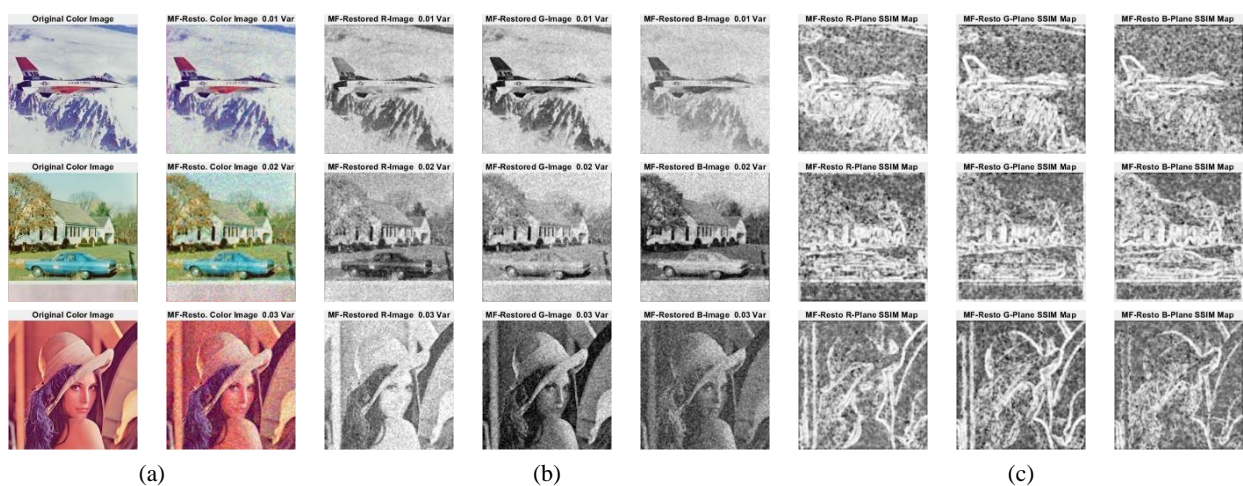 Original Color Image MF-Resto. Color Image 0.01 Var MF-Restored R-Image 0.01 Var MF-Restored G-Image 0.01 Var MF-Restored B-Image 0.01 Var MF-Resto R-Plane SSIM Map MF-Resto G-Plane SSIM Map MF-Resto B-Plane SSIM Map
Original Color Image MF-Resto. Color Image 0.02 Var MF-Restored R-Image 0.02 Var MF-Restored G-Image 0.02 Var MF-Restored B-Image 0.02 Var MF-Resto R-Plane SSIM Map MF-Resto G-Plane SSIM Map MF-Resto B-Plane SSIM Map
Original Color Image MF-Resto. Color Image 0.03 Var MF-Restored R-Image 0.03 Var MF-Restored G-Image 0.03 Var MF-Restored B-Image 0.03 Var MF-Resto R-Plane SSIM Map MF-Resto G-Plane SSIM Map MF-Resto B-Plane SSIM Map
(a) (b) (c)